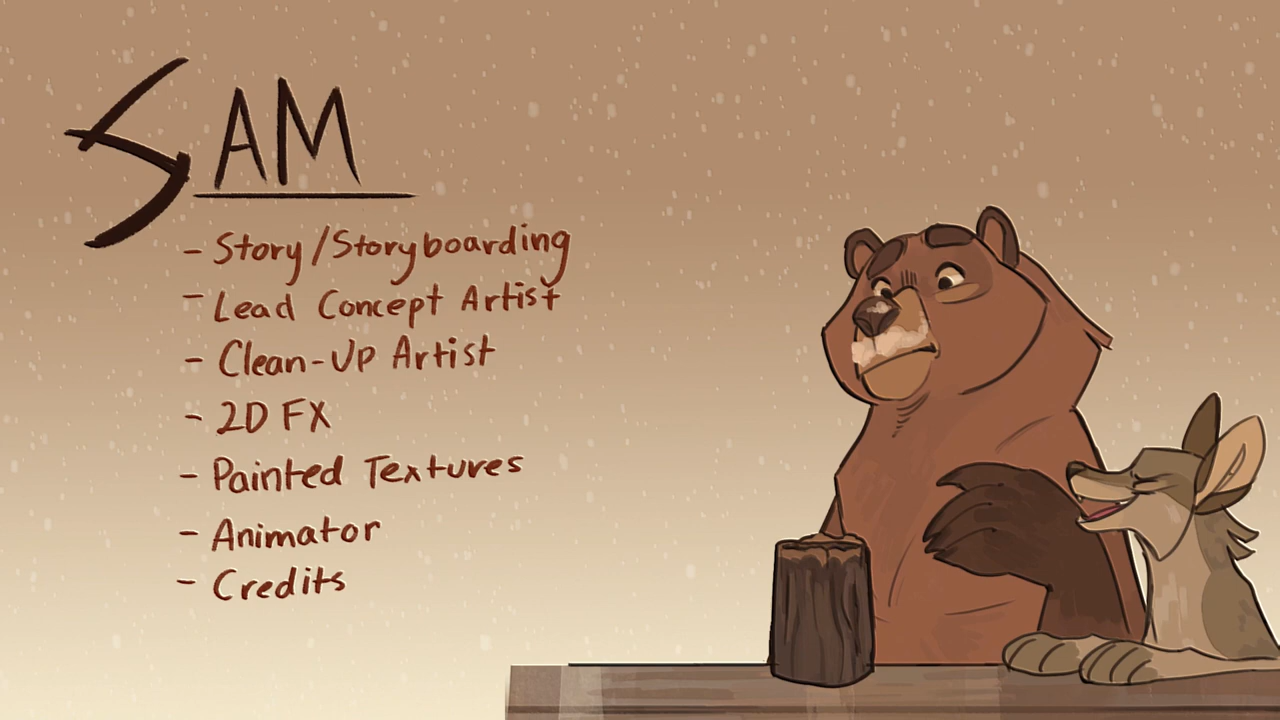 SAM
- Story/Storyboarding
- Lead Concept Artist
- Clean-Up Artist
- 2D FX
- Painted Textures
- Animator
- Credits